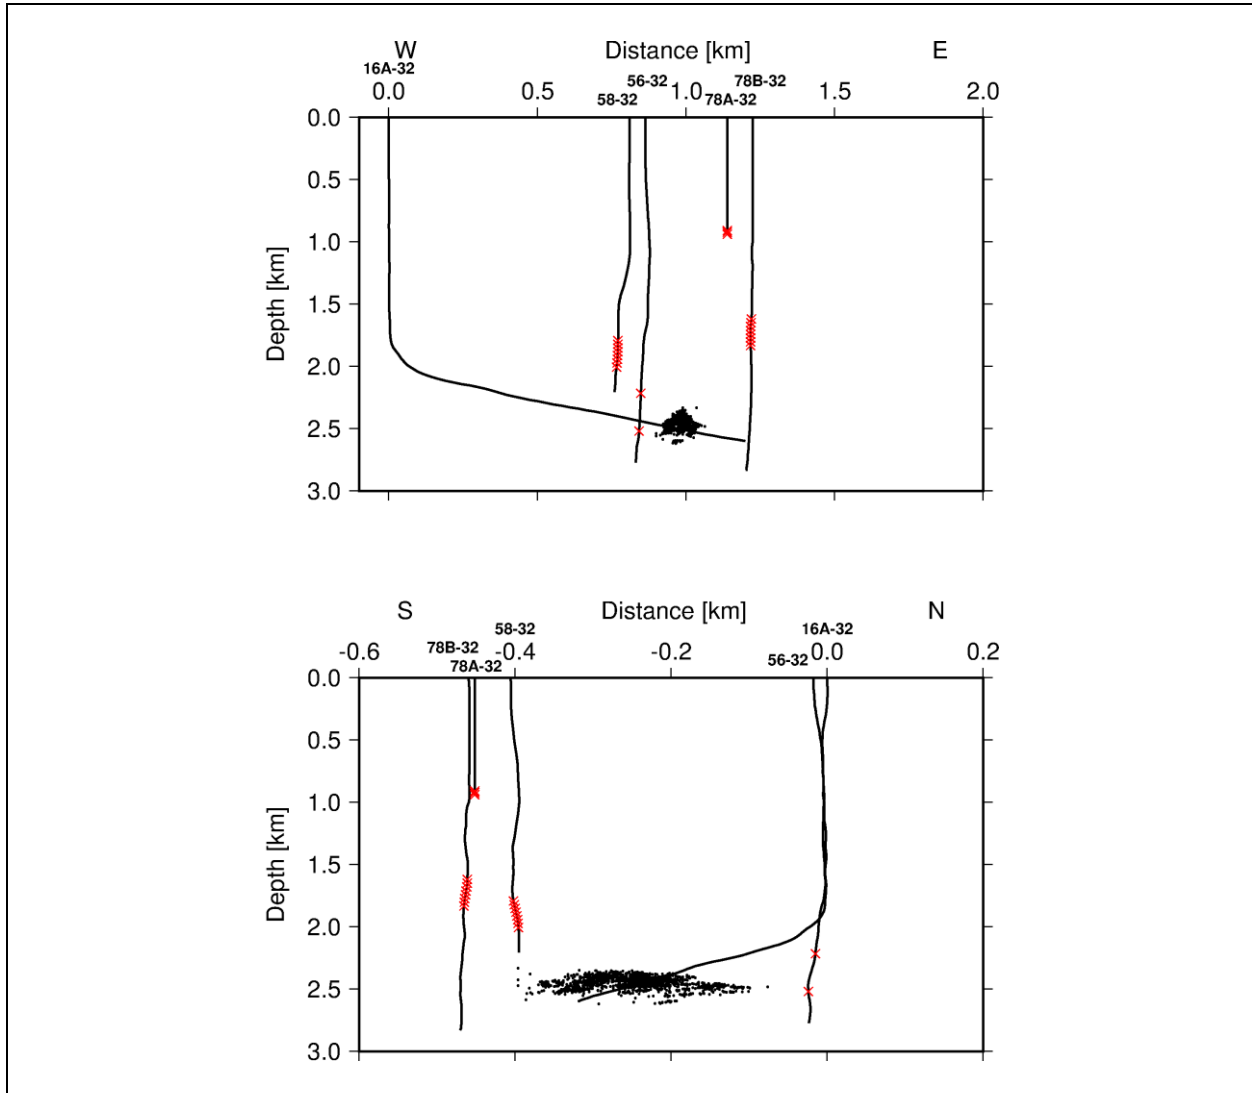 W Distance [km] E
16A-32 56-32 78B-32
0.0 0.5 58-32 1.0 78A-32 1.5 2.0
0.0
0.5
1.0
1.5
2.0
2.5
3.0
Depth [km]
S Distance [km] N
58-32 16A-32
78B-32
-0.6 -0.4 -0.2 56-32 0.0 0.2
78A-32
0.0
0.5
1.0
1.5
2.0
2.5
3.0
Depth [km]